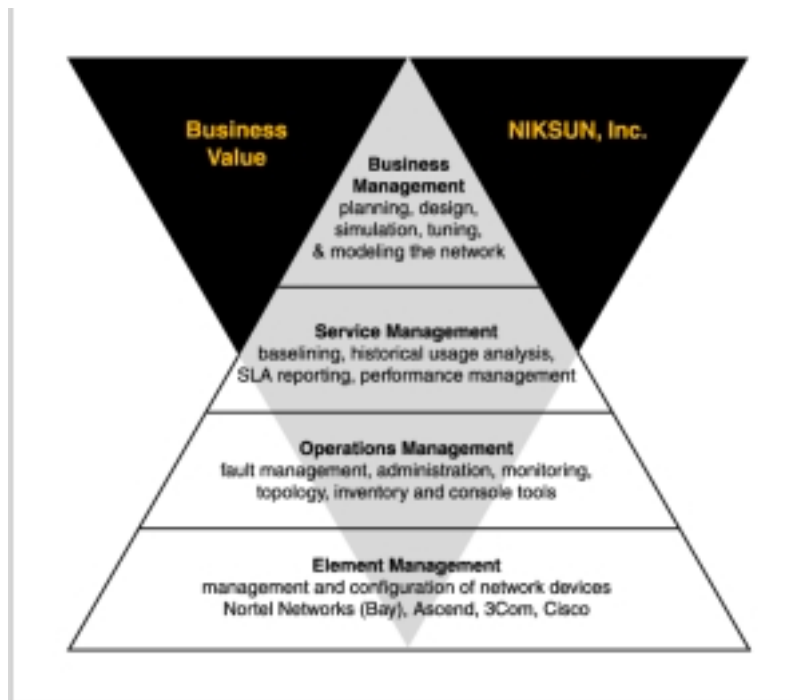 Business
Value
NIKSUN, Inc.
Business
Management
planning, design,
simulation, tuning,
& modeling the network
Service Management
baselining, historical usage analysis,
SLA reporting, performance management
Operations Management
fault management, administration, monitoring,
topology, inventory and console tools
Element Management
management and configuration of network devices
Nortel Networks (Bay), Ascend, 3Com, Cisco